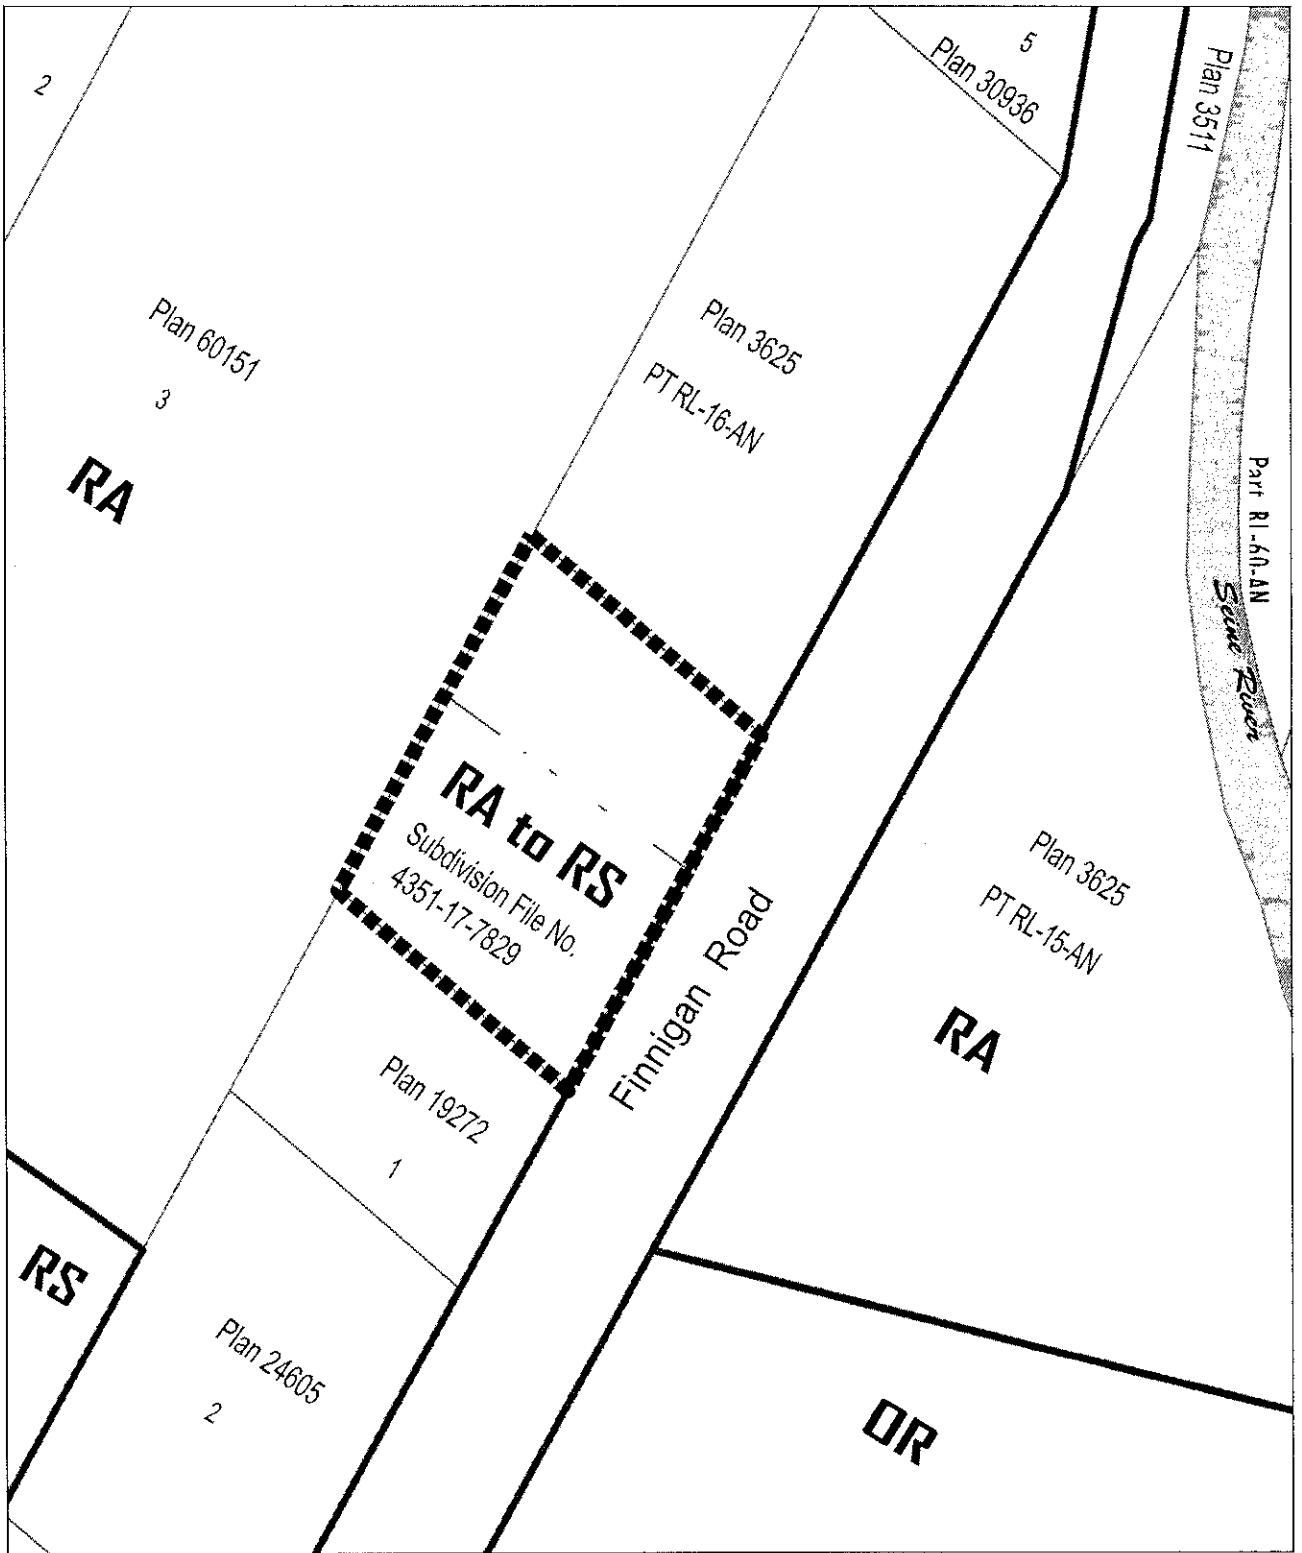 2
5
Plan 30936
Plan 3511
Plan 60151
3
RA
Plan 3625
PT RL-16-AN
Part Rl-60-AN
Seine River
RA to RS
Subdivision File No.
4351-17-7829
Finnigan Road
Plan 3625
PT RL-15-AN
RA
Plan 19272
1
RS
Plan 24605
2
OR